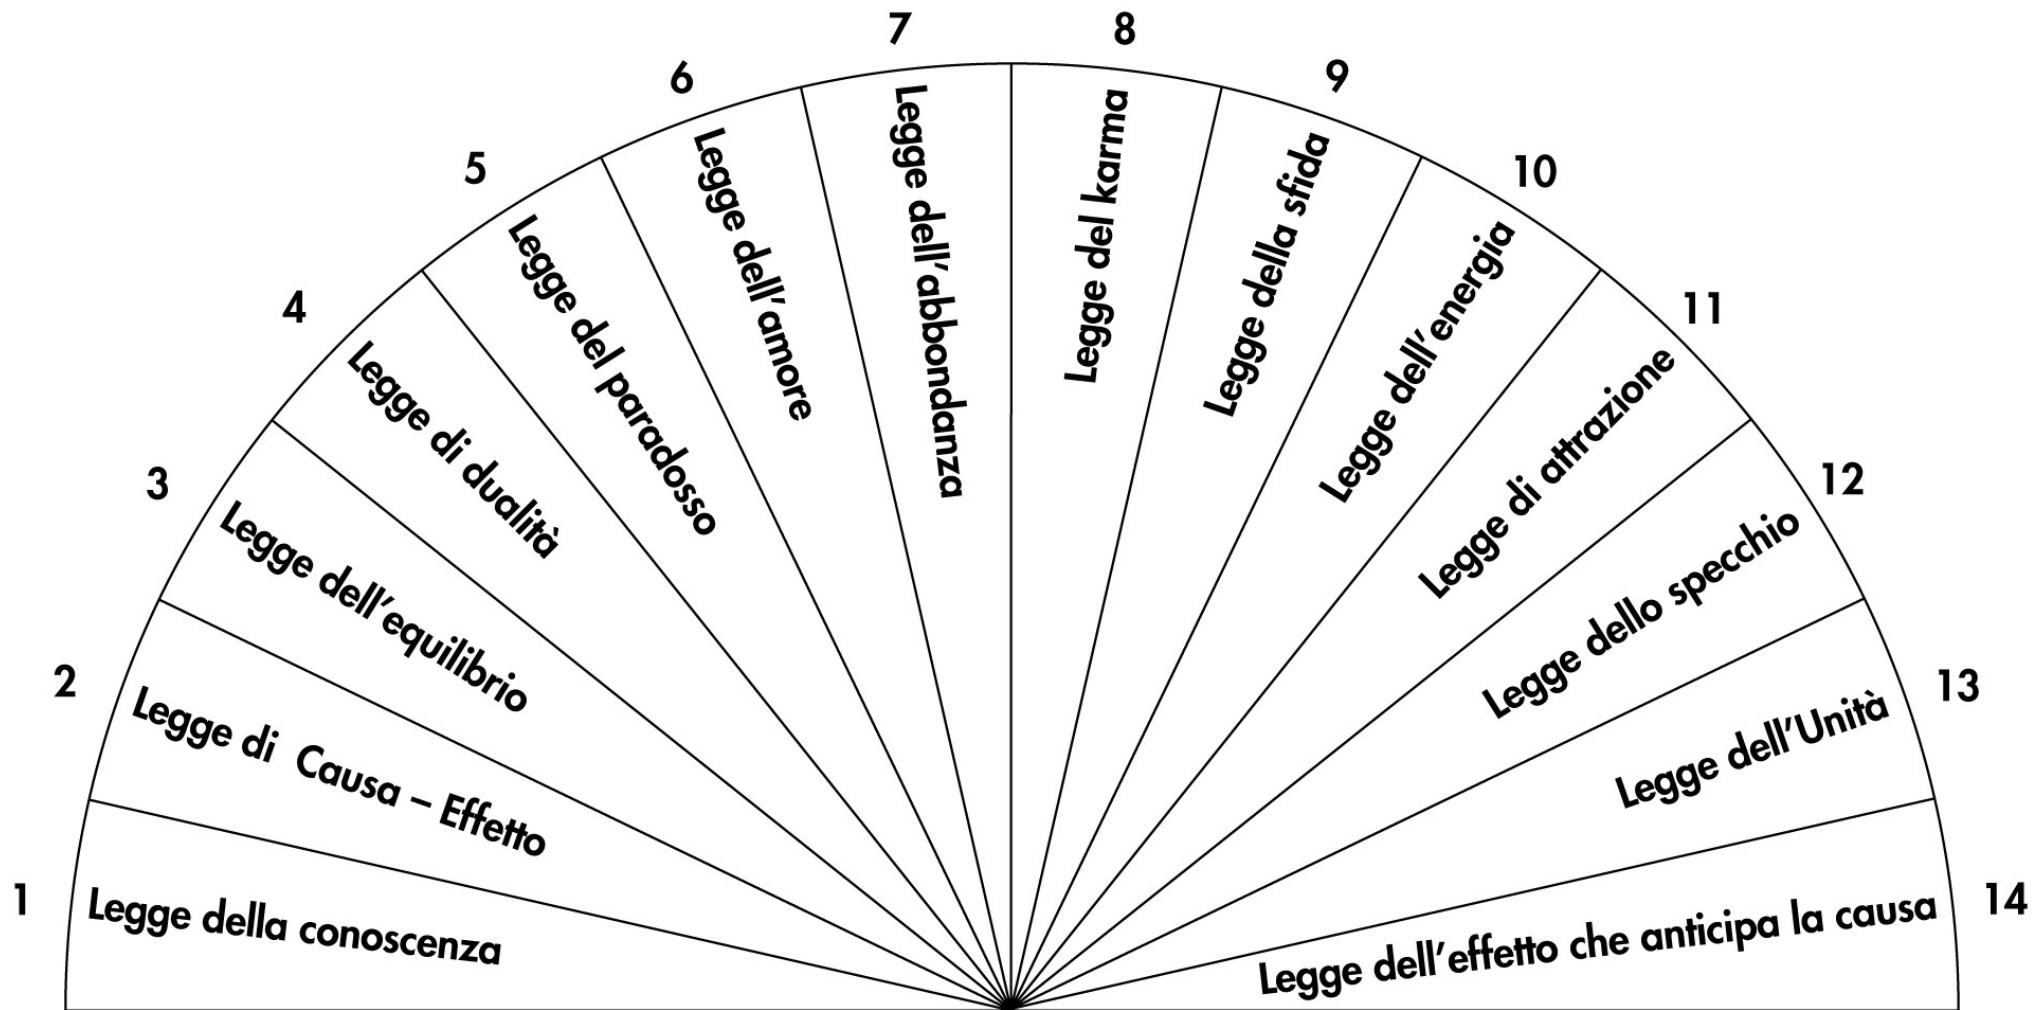 1
Legge della conoscenza
2
Legge di Causa – Effetto
3
Legge dell'equilibrio
4
Legge di dualità
5
Legge del paradosso
6
Legge dell'amore
7
Legge dell'abbondanza
8
Legge del karma
9
Legge della sfida
10
Legge dell'energia
11
Legge di attrazione
12
Legge dello specchio
13
Legge dell'Unità
14
Legge dell'effetto che anticipa la causa